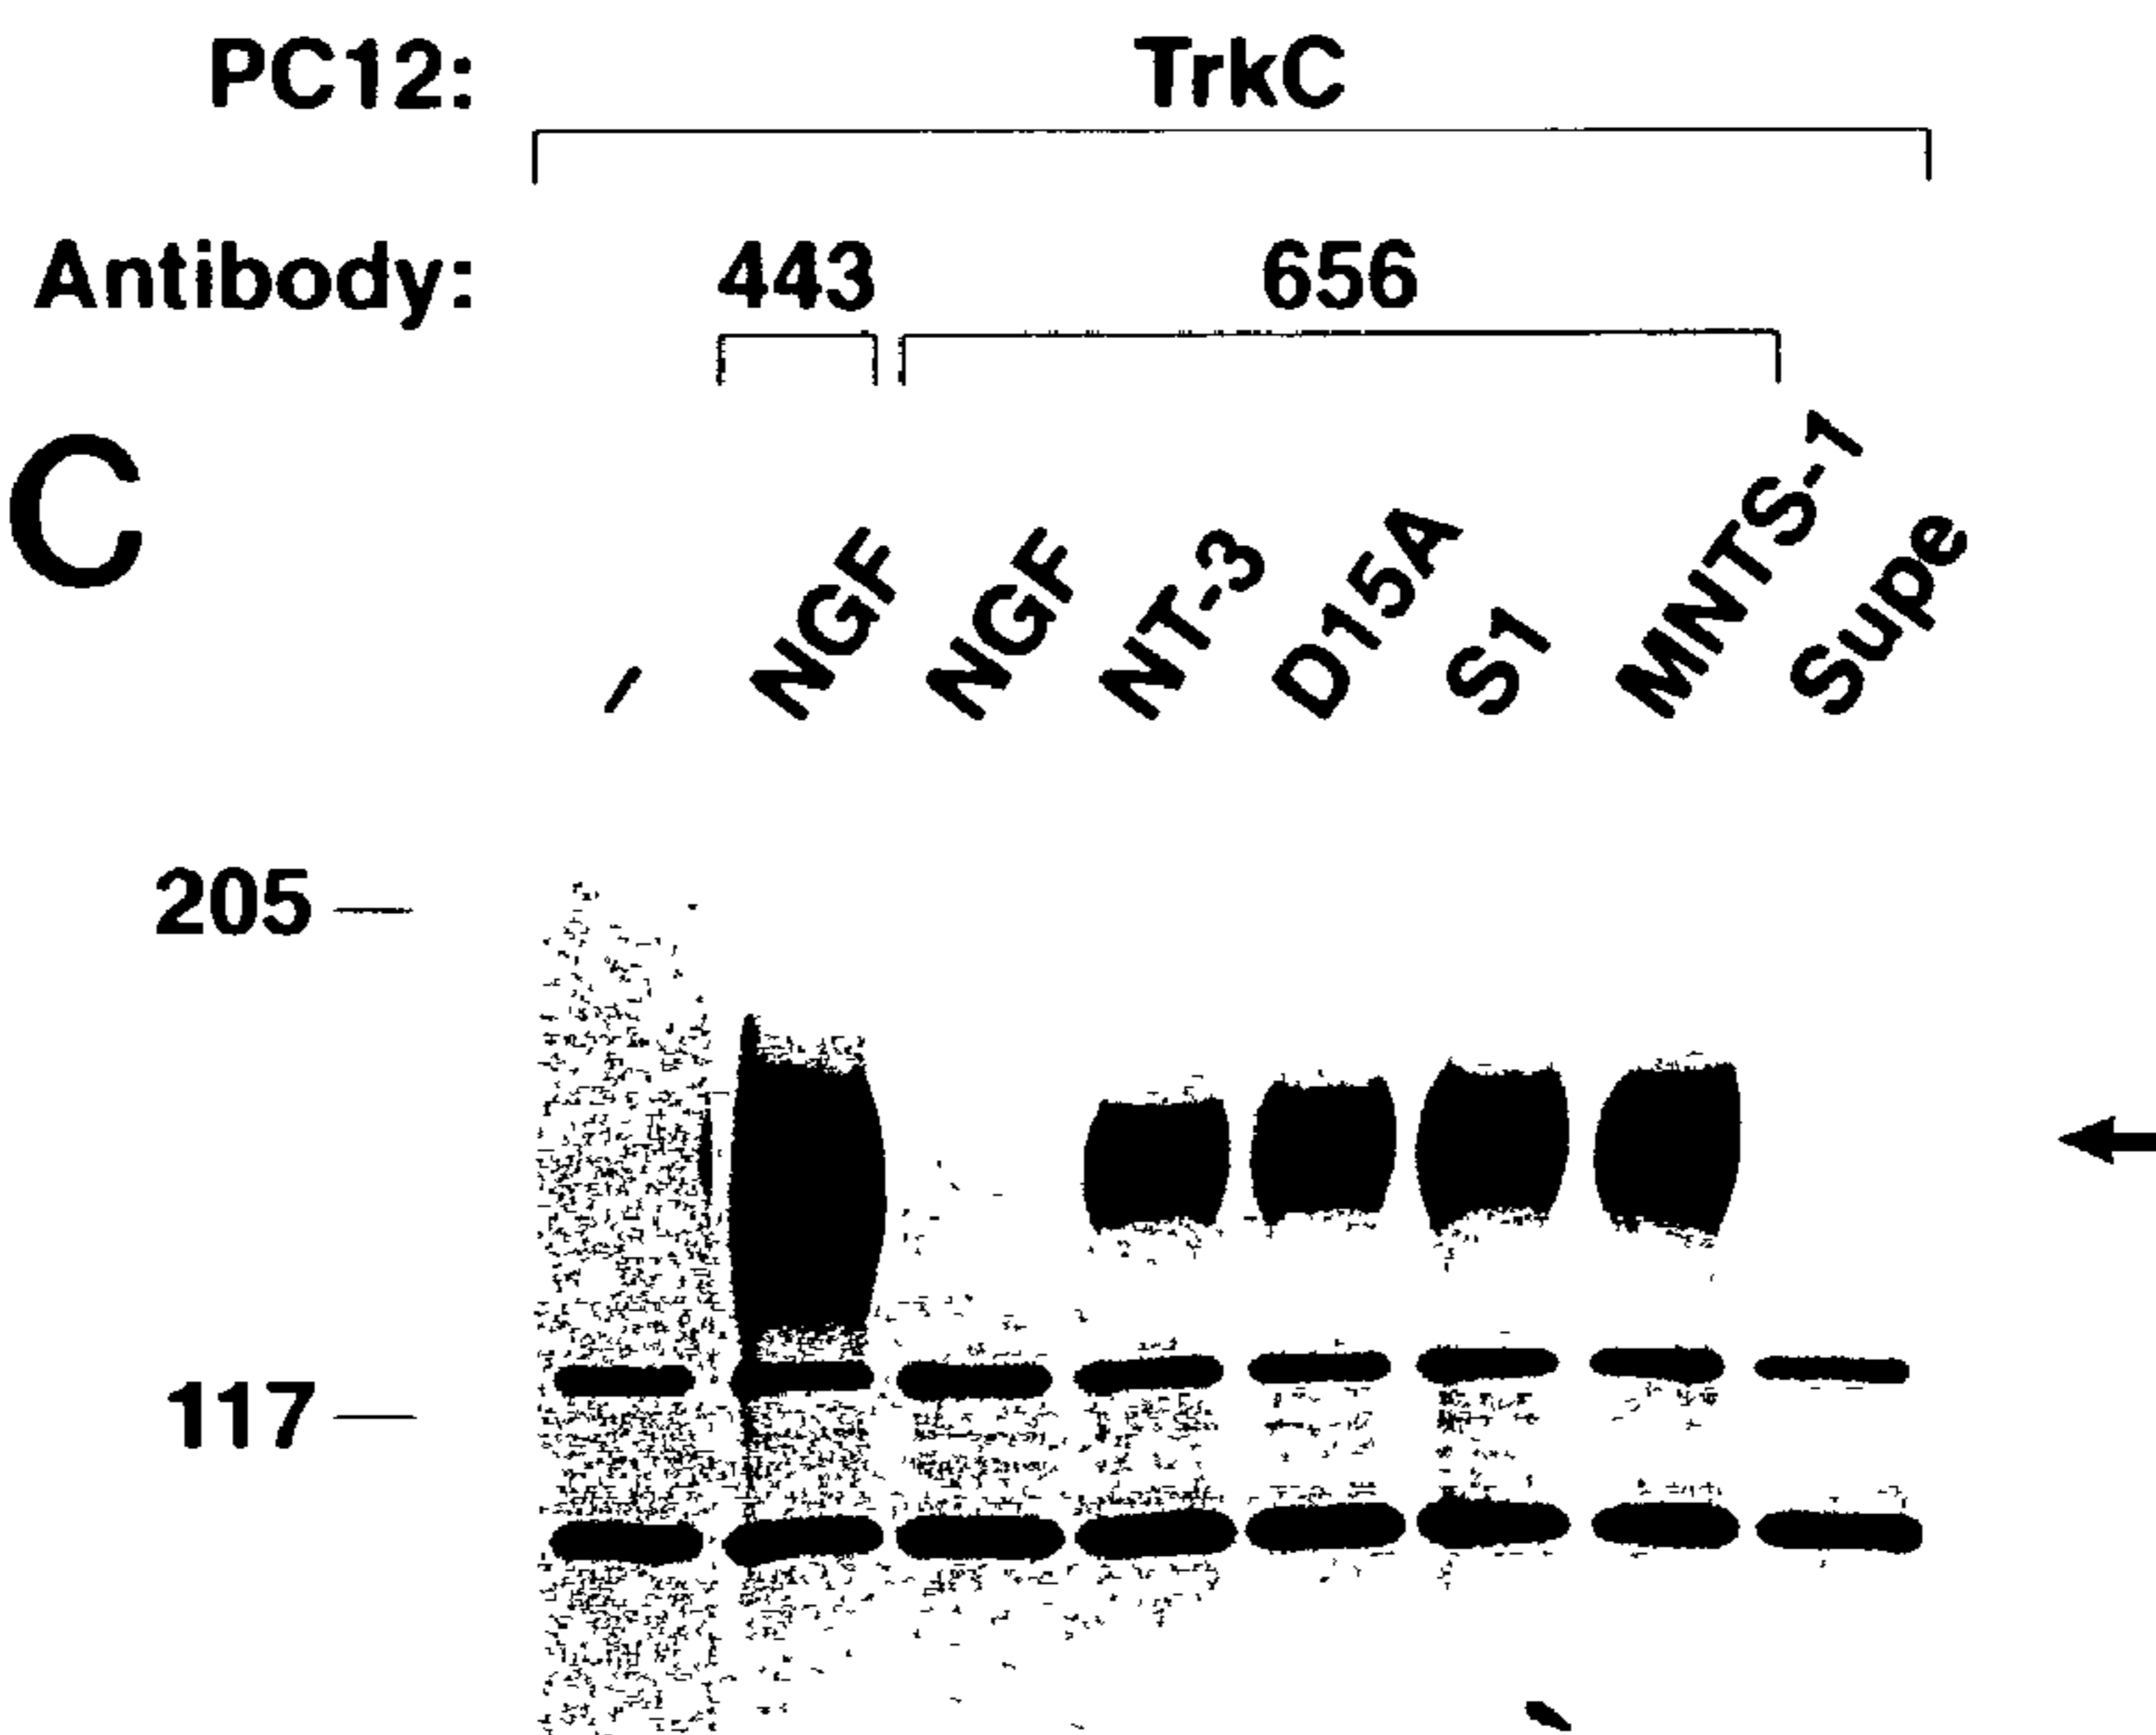 PC12: TrkC
Antibody: 443 656
C
- NGF NGF NT-3 D15A S1 MNTS-1 Supe
205
117